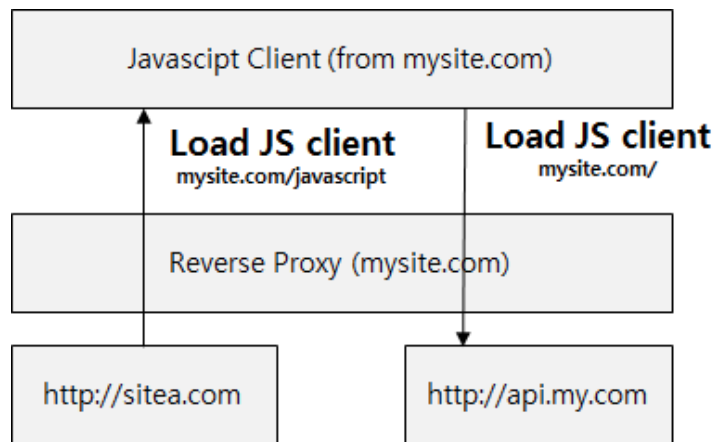 Javascipt Client (from mysite.com)
Load JS client
mysite.com/javascript
Load JS client
mysite.com/
Reverse Proxy (mysite.com)
http://sitea.com
http://api.my.com